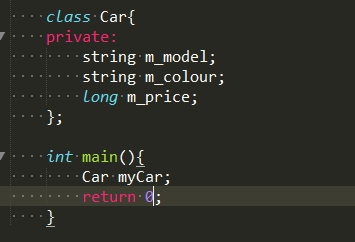 class Car{
private:
string m_model;
string m_colour;
long m_price;
};
int main(){
Car myCar;
return 0;
}